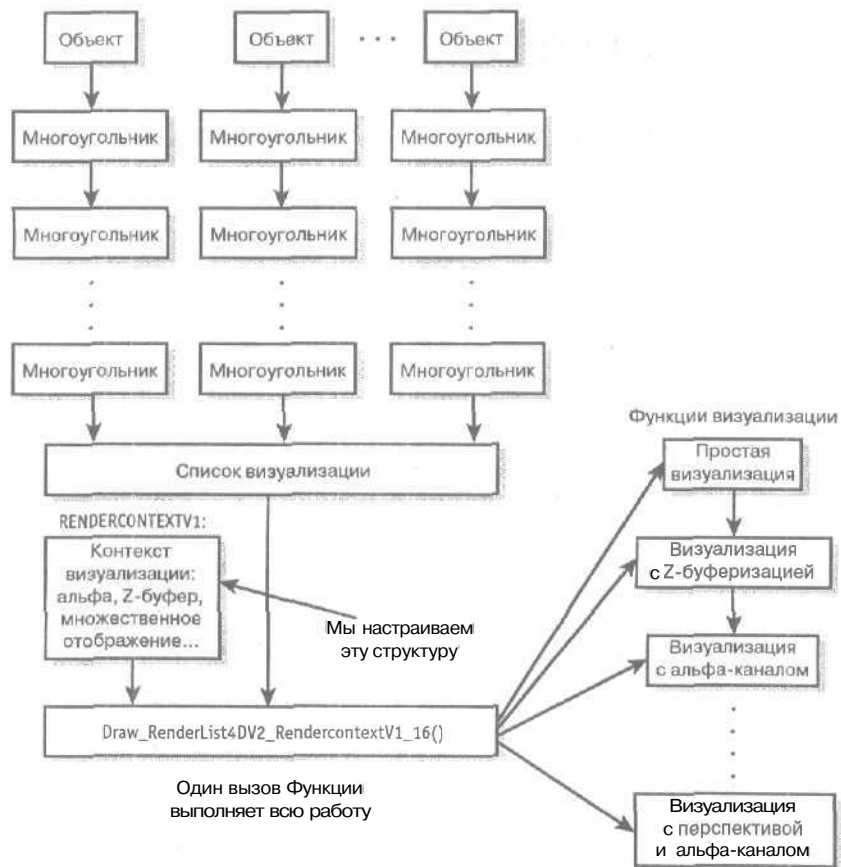 Объект
Объект
. . .
Объект
Многоугольник
Многоугольник
Многоугольник
Многоугольник
Многоугольник
Многоугольник
Многоугольник
Многоугольник
Многоугольник
Функции визуализации
Список визуализации
Простая
визуализация
RENDERCONTEXTV1:
Контекст
визуализации:
альфа, Z-буфер,
множественное
отображение...
Визуализация
с Z-буферизацией
Мы настраиваем
эту структуру
Визуализация
с альфа-каналом
Draw_RenderList4DV2_RendercontextV1_16()
Один вызов Функции
выполняет всю работу
Визуализация
с перспективой
и альфа-каналом